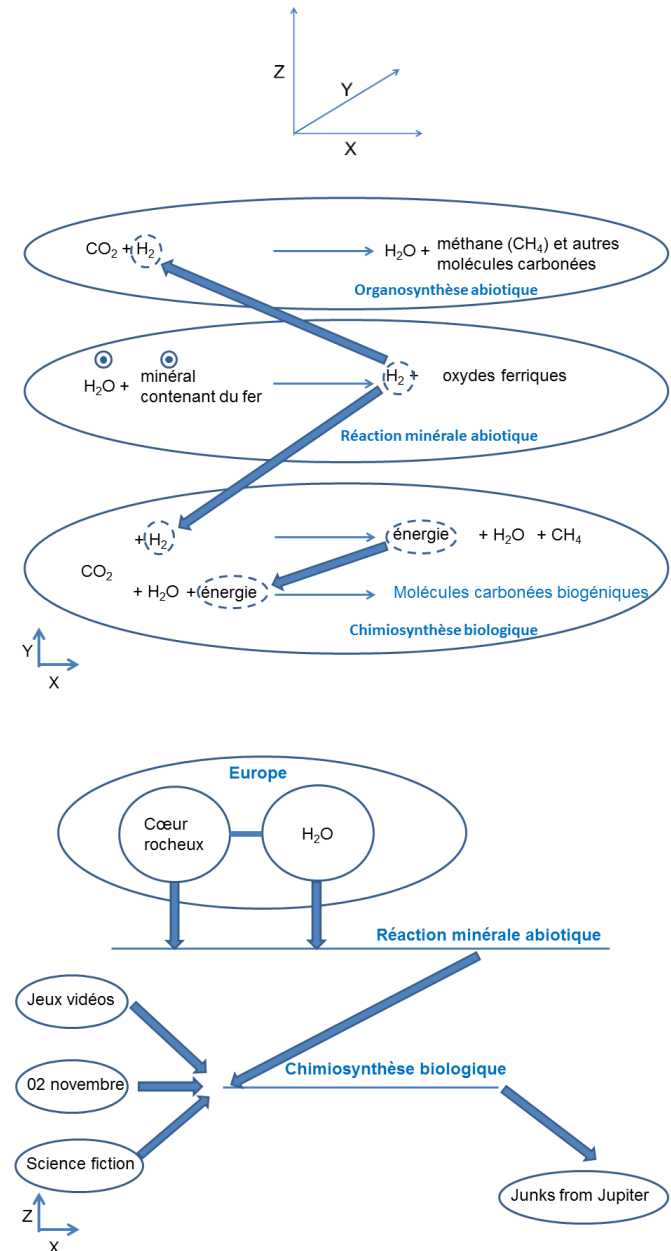 Z
Y
X
CO₂ + H₂
H₂O + méthane (CH₄) et autres
molécules carbonées
Organosynthèse abiotique
H₂O + minéral
contenant du fer
H₂ + oxydes ferriques
Réaction minérale abiotique
+ H₂
énergie + H₂O + CH₄
CO₂
+ H₂O + énergie
Molécules carbonées biogéniques
Chimiosynthèse biologique
Y
X
Europe
Cœur
rocheux
H₂O
Réaction minérale abiotique
Jeux vidéos
Chimiosynthèse biologique
02 novembre
Science fiction
Junks from Jupiter
Z
X